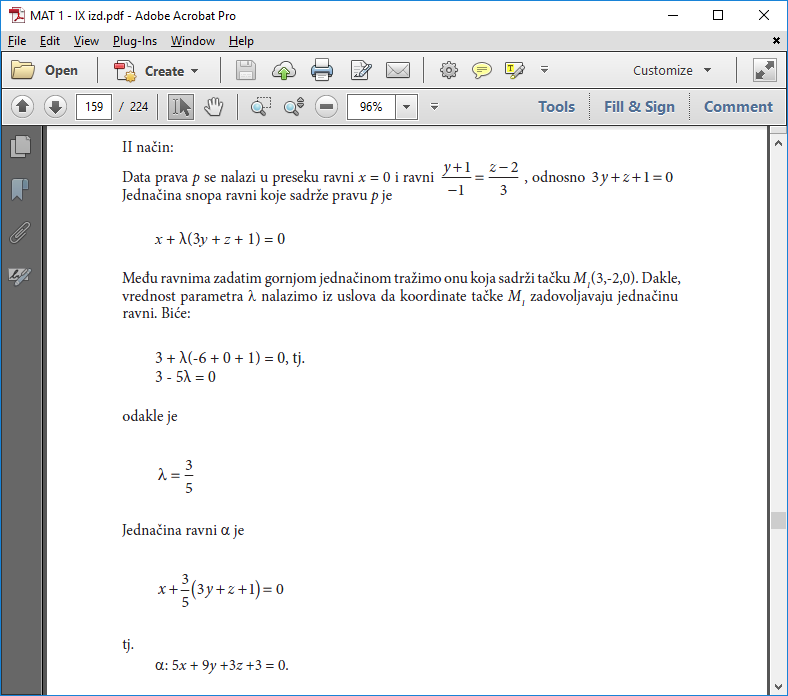 MAT 1 - IX izd.pdf - Adobe Acrobat Pro
File Edit View Plug-Ins Window Help
Open Create Customize
159 / 224 96% Tools Fill & Sign Comment
II način:
Data prava p se nalazi u preseku ravni x = 0 i ravni (y+1)/(−1) = (z−2)/3 , odnosno 3y+z+1=0
Jednačina snopa ravni koje sadrže pravu p je
x + λ(3y + z + 1) = 0
Među ravnima zadatim gornjom jednačinom tražimo onu koja sadrži tačku M₁(3,-2,0). Dakle,
vrednost parametra λ nalazimo iz uslova da koordinate tačke M₁ zadovoljavaju jednačinu
ravni. Biće:
3 + λ(-6 + 0 + 1) = 0, tj.
3 - 5λ = 0
odakle je
λ = 3/5
Jednačina ravni α je
x + 3/5 (3y+z+1) = 0
tj.
α: 5x + 9y +3z +3 = 0.